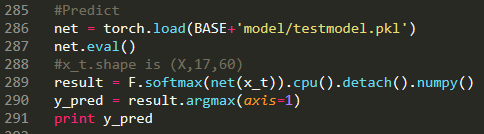 285 #Predict
286 net = torch.load(BASE+'model/testmodel.pkl')
287 net.eval()
288 #x_t.shape is (X,17,60)
289 result = F.softmax(net(x_t)).cpu().detach().numpy()
290 y_pred = result.argmax(axis=1)
291 print y_pred